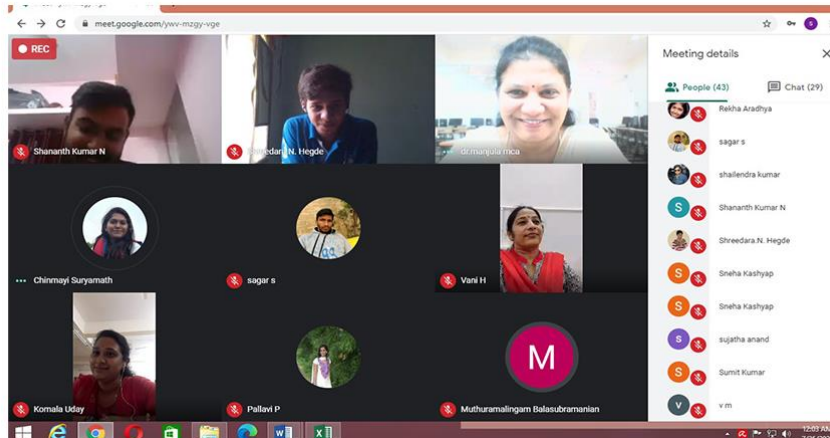 meet.google.com/ywv-mzgy-vge
S
REC
Shananth Kumar N
N. Hegde
dr.manjula mca
Chinmayi Suryamath
sagar s
Vani H
Komala Uday
Pallavi P
M
Muthuramalingam Balasubramanian
Meeting details
People (43)
Chat (29)
Rekha Aradhya
sagar s
shailendra kumar
S
Shananth Kumar N
Shreedara.N. Hegde
S
Sneha Kashyap
S
Sneha Kashyap
S
sujatha anand
S
Sumit Kumar
V
v m
12:03 AM